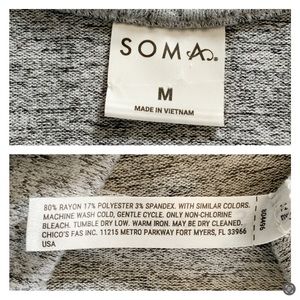 SOMA®
M
MADE IN VIETNAM
80% RAYON 17% POLYESTER 3% SPANDEX. WITH SIMILAR COLORS.
MACHINE WASH COLD, GENTLE CYCLE. ONLY NON-CHLORINE
BLEACH. TUMBLE DRY LOW. WARM IRON. MAY BE DRY CLEANED.
CHICO'S FAS INC. 11215 METRO PARKWAY FORT MYERS, FL 33966
USA